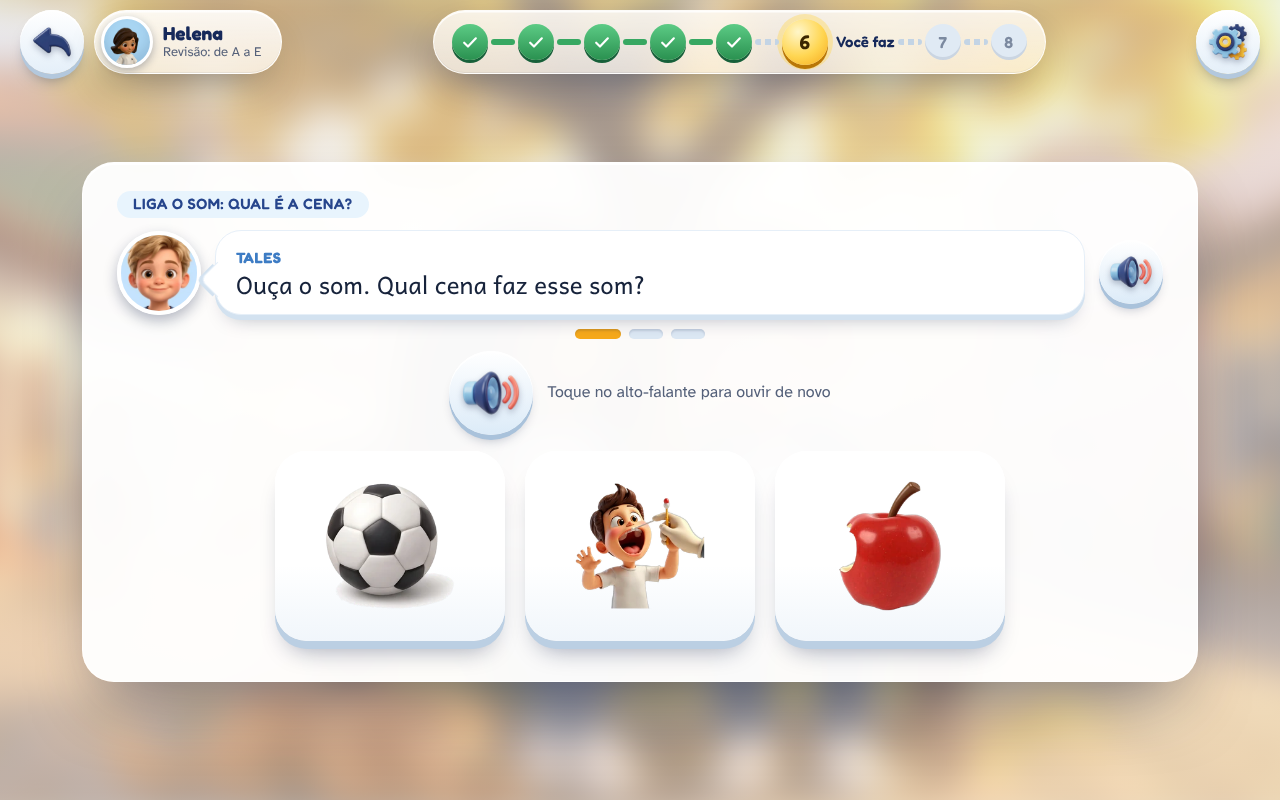 Helena
Revisão: de A a E
6
Você faz
7
8
LIGA O SOM: QUAL É A CENA?
TALES
Ouça o som. Qual cena faz esse som?
Toque no alto-falante para ouvir de novo